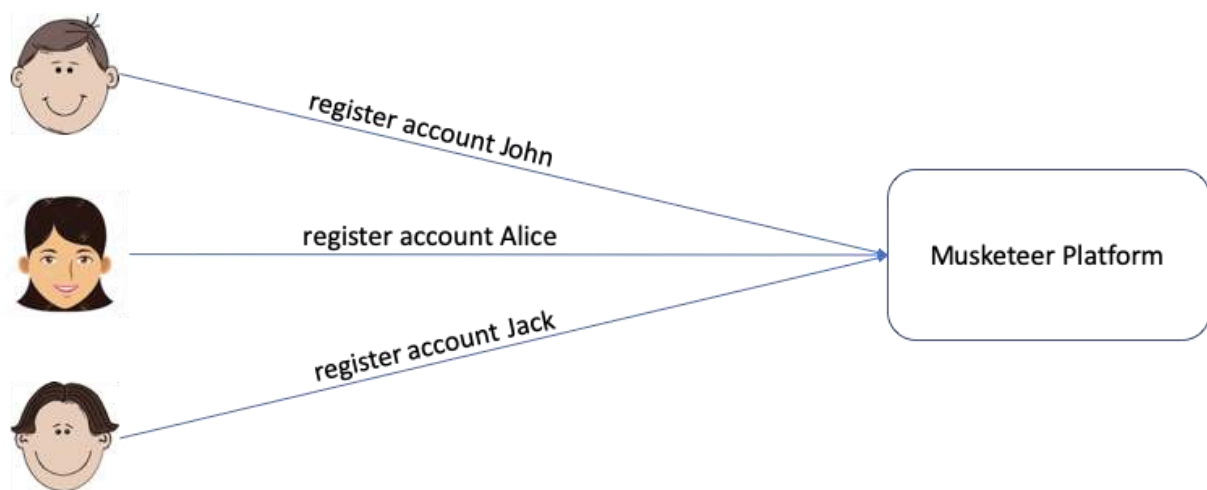 register account John
register account Alice
Musketeer Platform
register account Jack